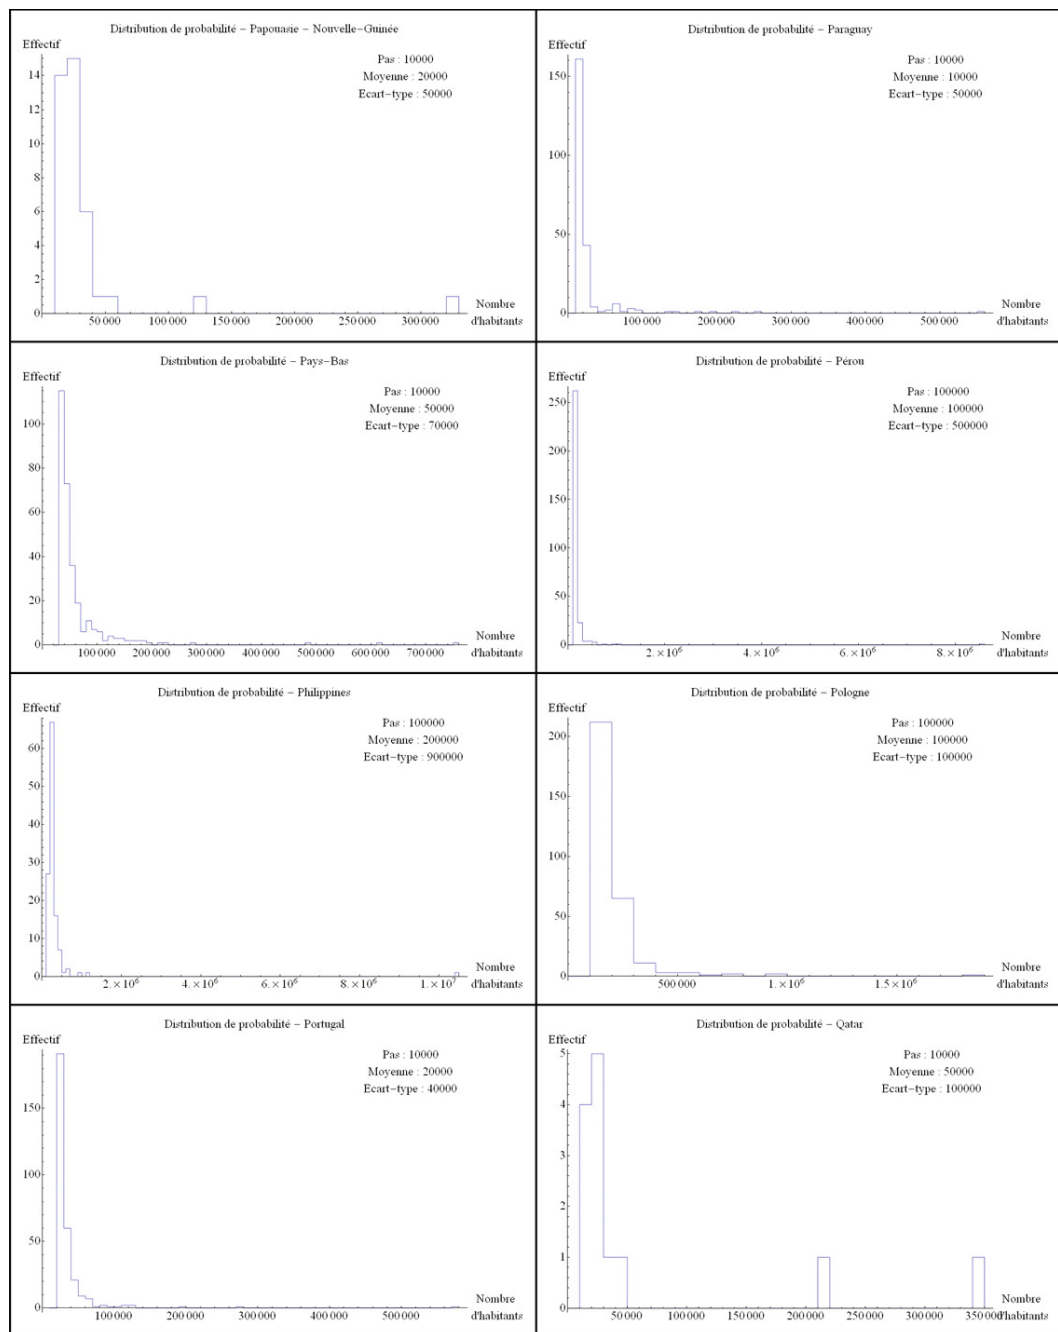 Distribution de probabilité − Papouasie − Nouvelle−Guinée
Effectif
Pas : 10000
Moyenne : 20000
Ecart−type : 50000
14
12
10
8
6
4
2
0
Nombre
50 000 100 000 150 000 200 000 250 000 300 000 d'habitants
Distribution de probabilité − Paraguay
Effectif
Pas : 10000
Moyenne : 10000
Ecart−type : 50000
150
100
50
0
Nombre
100 000 200 000 300 000 400 000 500 000 d'habitants
Distribution de probabilité − Pays−Bas
Effectif
Pas : 10000
Moyenne : 50000
Ecart−type : 70000
100
80
60
40
20
0
Nombre
100 000 200 000 300 000 400 000 500 000 600 000 700 000 d'habitants
Distribution de probabilité − Pérou
Effectif
Pas : 100000
Moyenne : 100000
Ecart−type : 500000
250
200
150
100
50
0
Nombre
2. × 10⁶ 4. × 10⁶ 6. × 10⁶ 8. × 10⁶ d'habitants
Distribution de probabilité − Philippines
Effectif
Pas : 100000
Moyenne : 200000
Ecart−type : 900000
60
50
40
30
20
10
0
Nombre
2. × 10⁶ 4. × 10⁶ 6. × 10⁶ 8. × 10⁶ 1. × 10⁷ d'habitants
Distribution de probabilité − Pologne
Effectif
Pas : 100000
Moyenne : 100000
Ecart−type : 100000
200
150
100
50
0
Nombre
500 000 1. × 10⁶ 1.5 × 10⁶ d'habitants
Distribution de probabilité − Portugal
Effectif
Pas : 10000
Moyenne : 20000
Ecart−type : 40000
150
100
50
0
Nombre
100 000 200 000 300 000 400 000 500 000 d'habitants
Distribution de probabilité − Qatar
Effectif
Pas : 10000
Moyenne : 50000
Ecart−type : 100000
5
4
3
2
1
0
Nombre
50 000 100 000 150 000 200 000 250 000 300 000 350 000 d'habitants